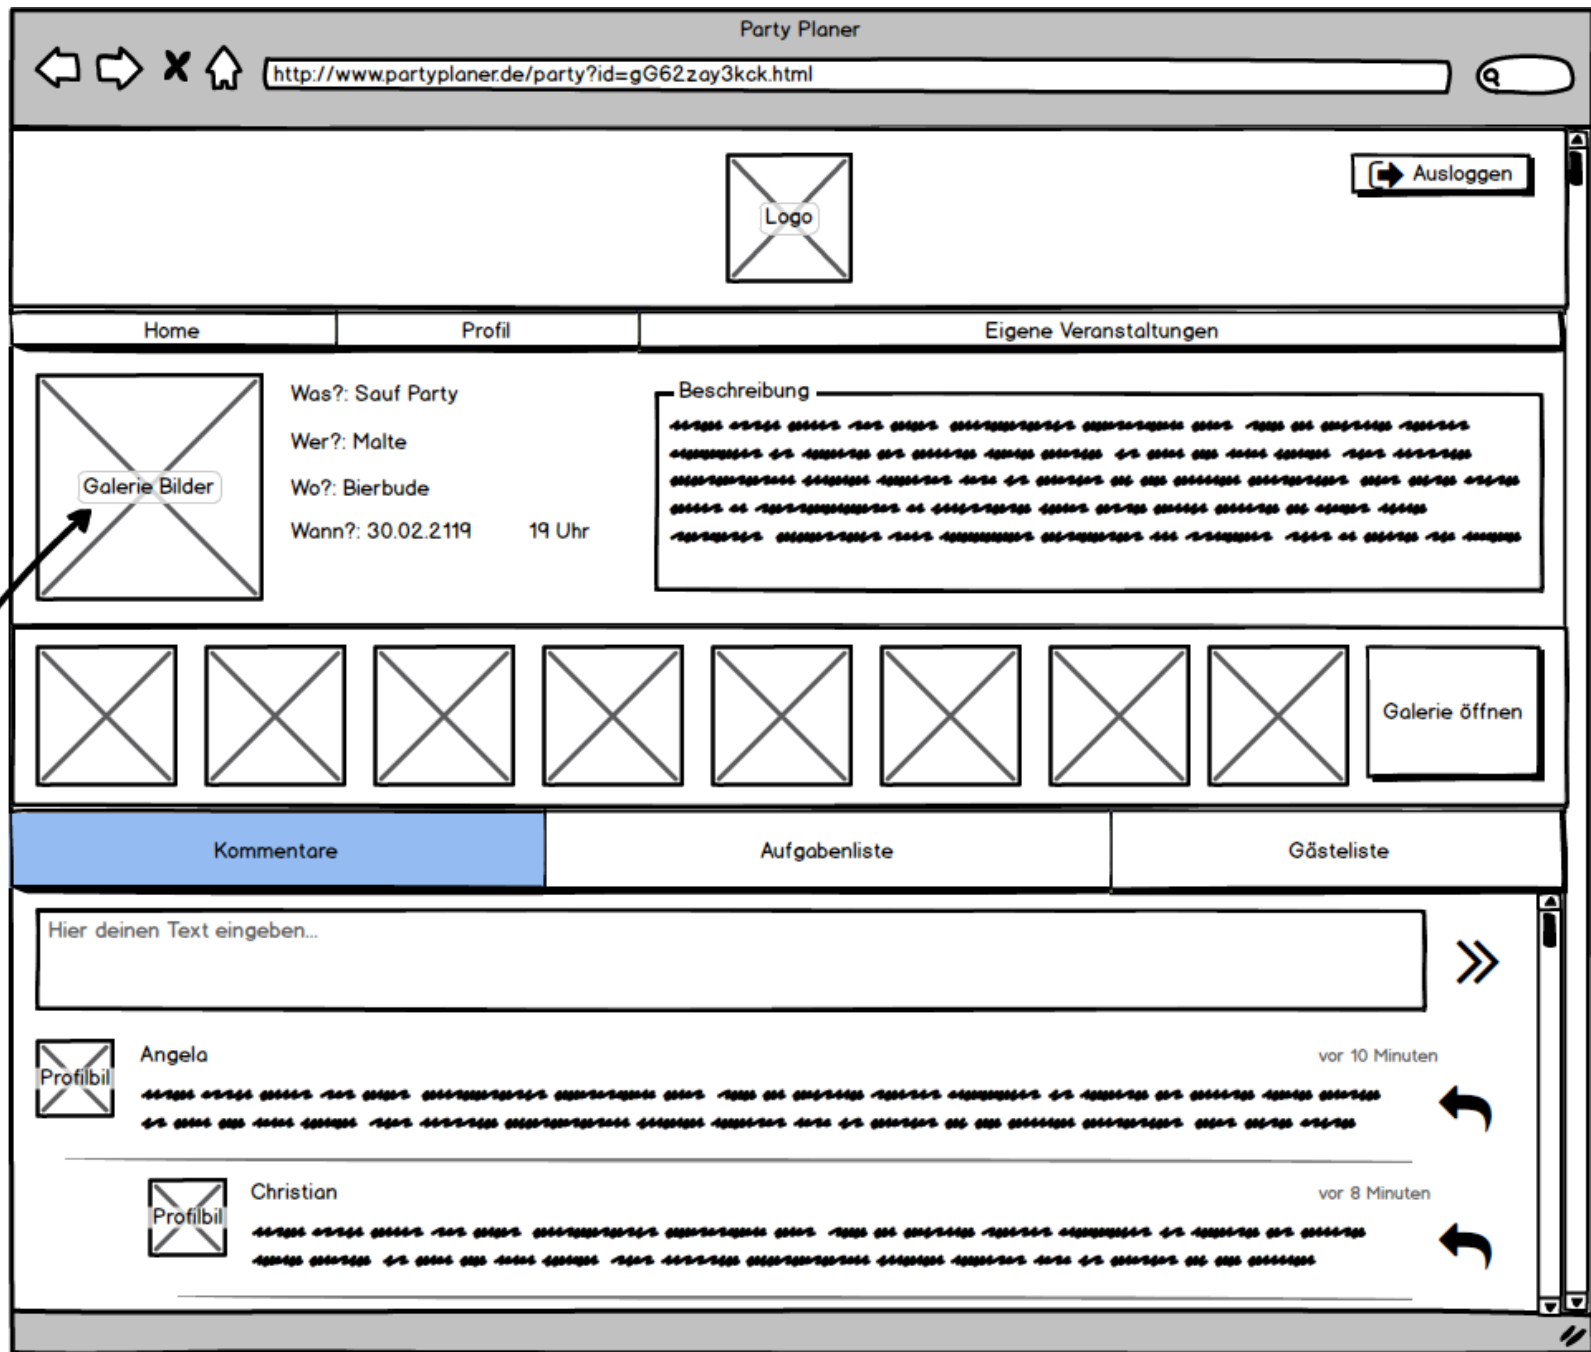 Party Planer
http://www.partyplaner.de/party?id=gG62zay3kck.html
Ausloggen
Logo
Home Profil Eigene Veranstaltungen
Galerie Bilder
Was?: Sauf Party
Wer?: Malte
Wo?: Bierbude
Wann?: 30.02.2119 19 Uhr
Beschreibung
Galerie öffnen
Kommentare Aufgabenliste Gästeliste
Hier deinen Text eingeben...
Profilbil
Angela vor 10 Minuten
Profilbil
Christian vor 8 Minuten